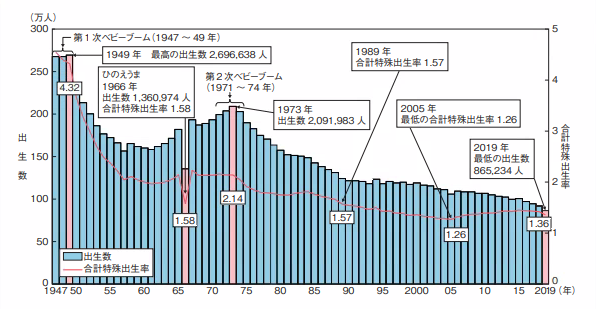 (万人)
300
250
200
150
100
50
0
出生数
第1次ベビーブーム(1947 ~ 49 年)
1949 年 最高の出生数 2,696,638 人
ひのえうま
1966 年
出生数 1,360,974 人
合計特殊出生率 1.58
第2次ベビーブーム
(1971 ~ 74 年)
1973 年
出生数 2,091,983 人
1989 年
合計特殊出生率 1.57
2005 年
最低の合計特殊出生率 1.26
2019 年
最低の出生数
865,234 人
4.32
1.58
2.14
1.57
1.26
1.36
出生数
合計特殊出生率
5
4
3
2
1
0
合計特殊出生率
1947 50 55 60 65 70 75 80 85 90 95 2000 05 10 15 2019 (年)